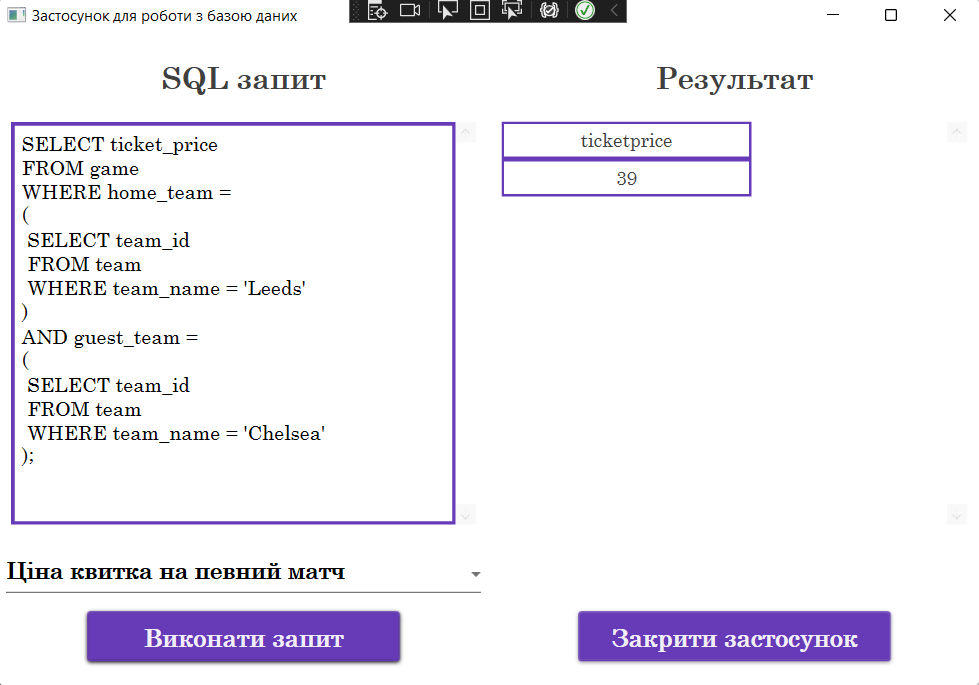 Застосунок для роботи з базою даних
SQL запит
SELECT ticket_price
FROM game
WHERE home_team =
(
SELECT team_id
FROM team
WHERE team_name = 'Leeds'
)
AND guest_team =
(
SELECT team_id
FROM team
WHERE team_name = 'Chelsea'
);
Ціна квитка на певний матч
Виконати запит
Результат
ticketprice
39
Закрити застосунок